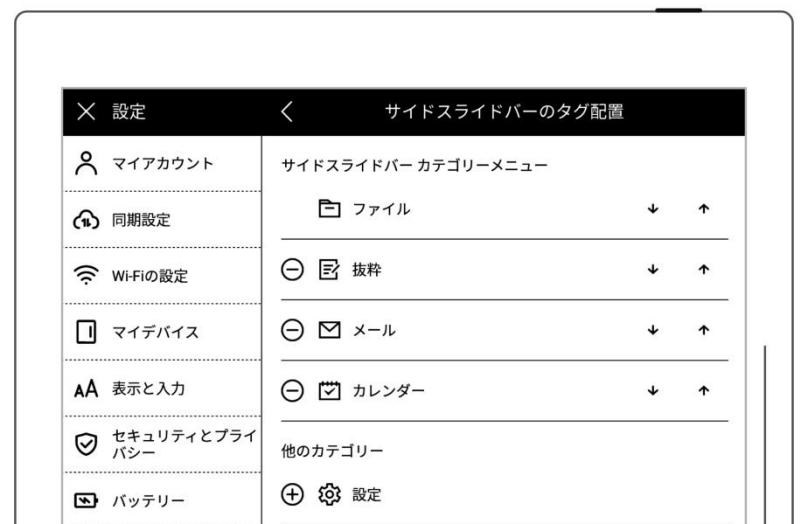 設定
サイドスライドバーのタグ配置
マイアカウント
同期設定
Wi-Fiの設定
マイデバイス
AA 表示と入力
セキュリティとプライ
バシー
バッテリー
サイドスライドバー カテゴリーメニュー
ファイル
抜粋
メール
カレンダー
他のカテゴリー
設定